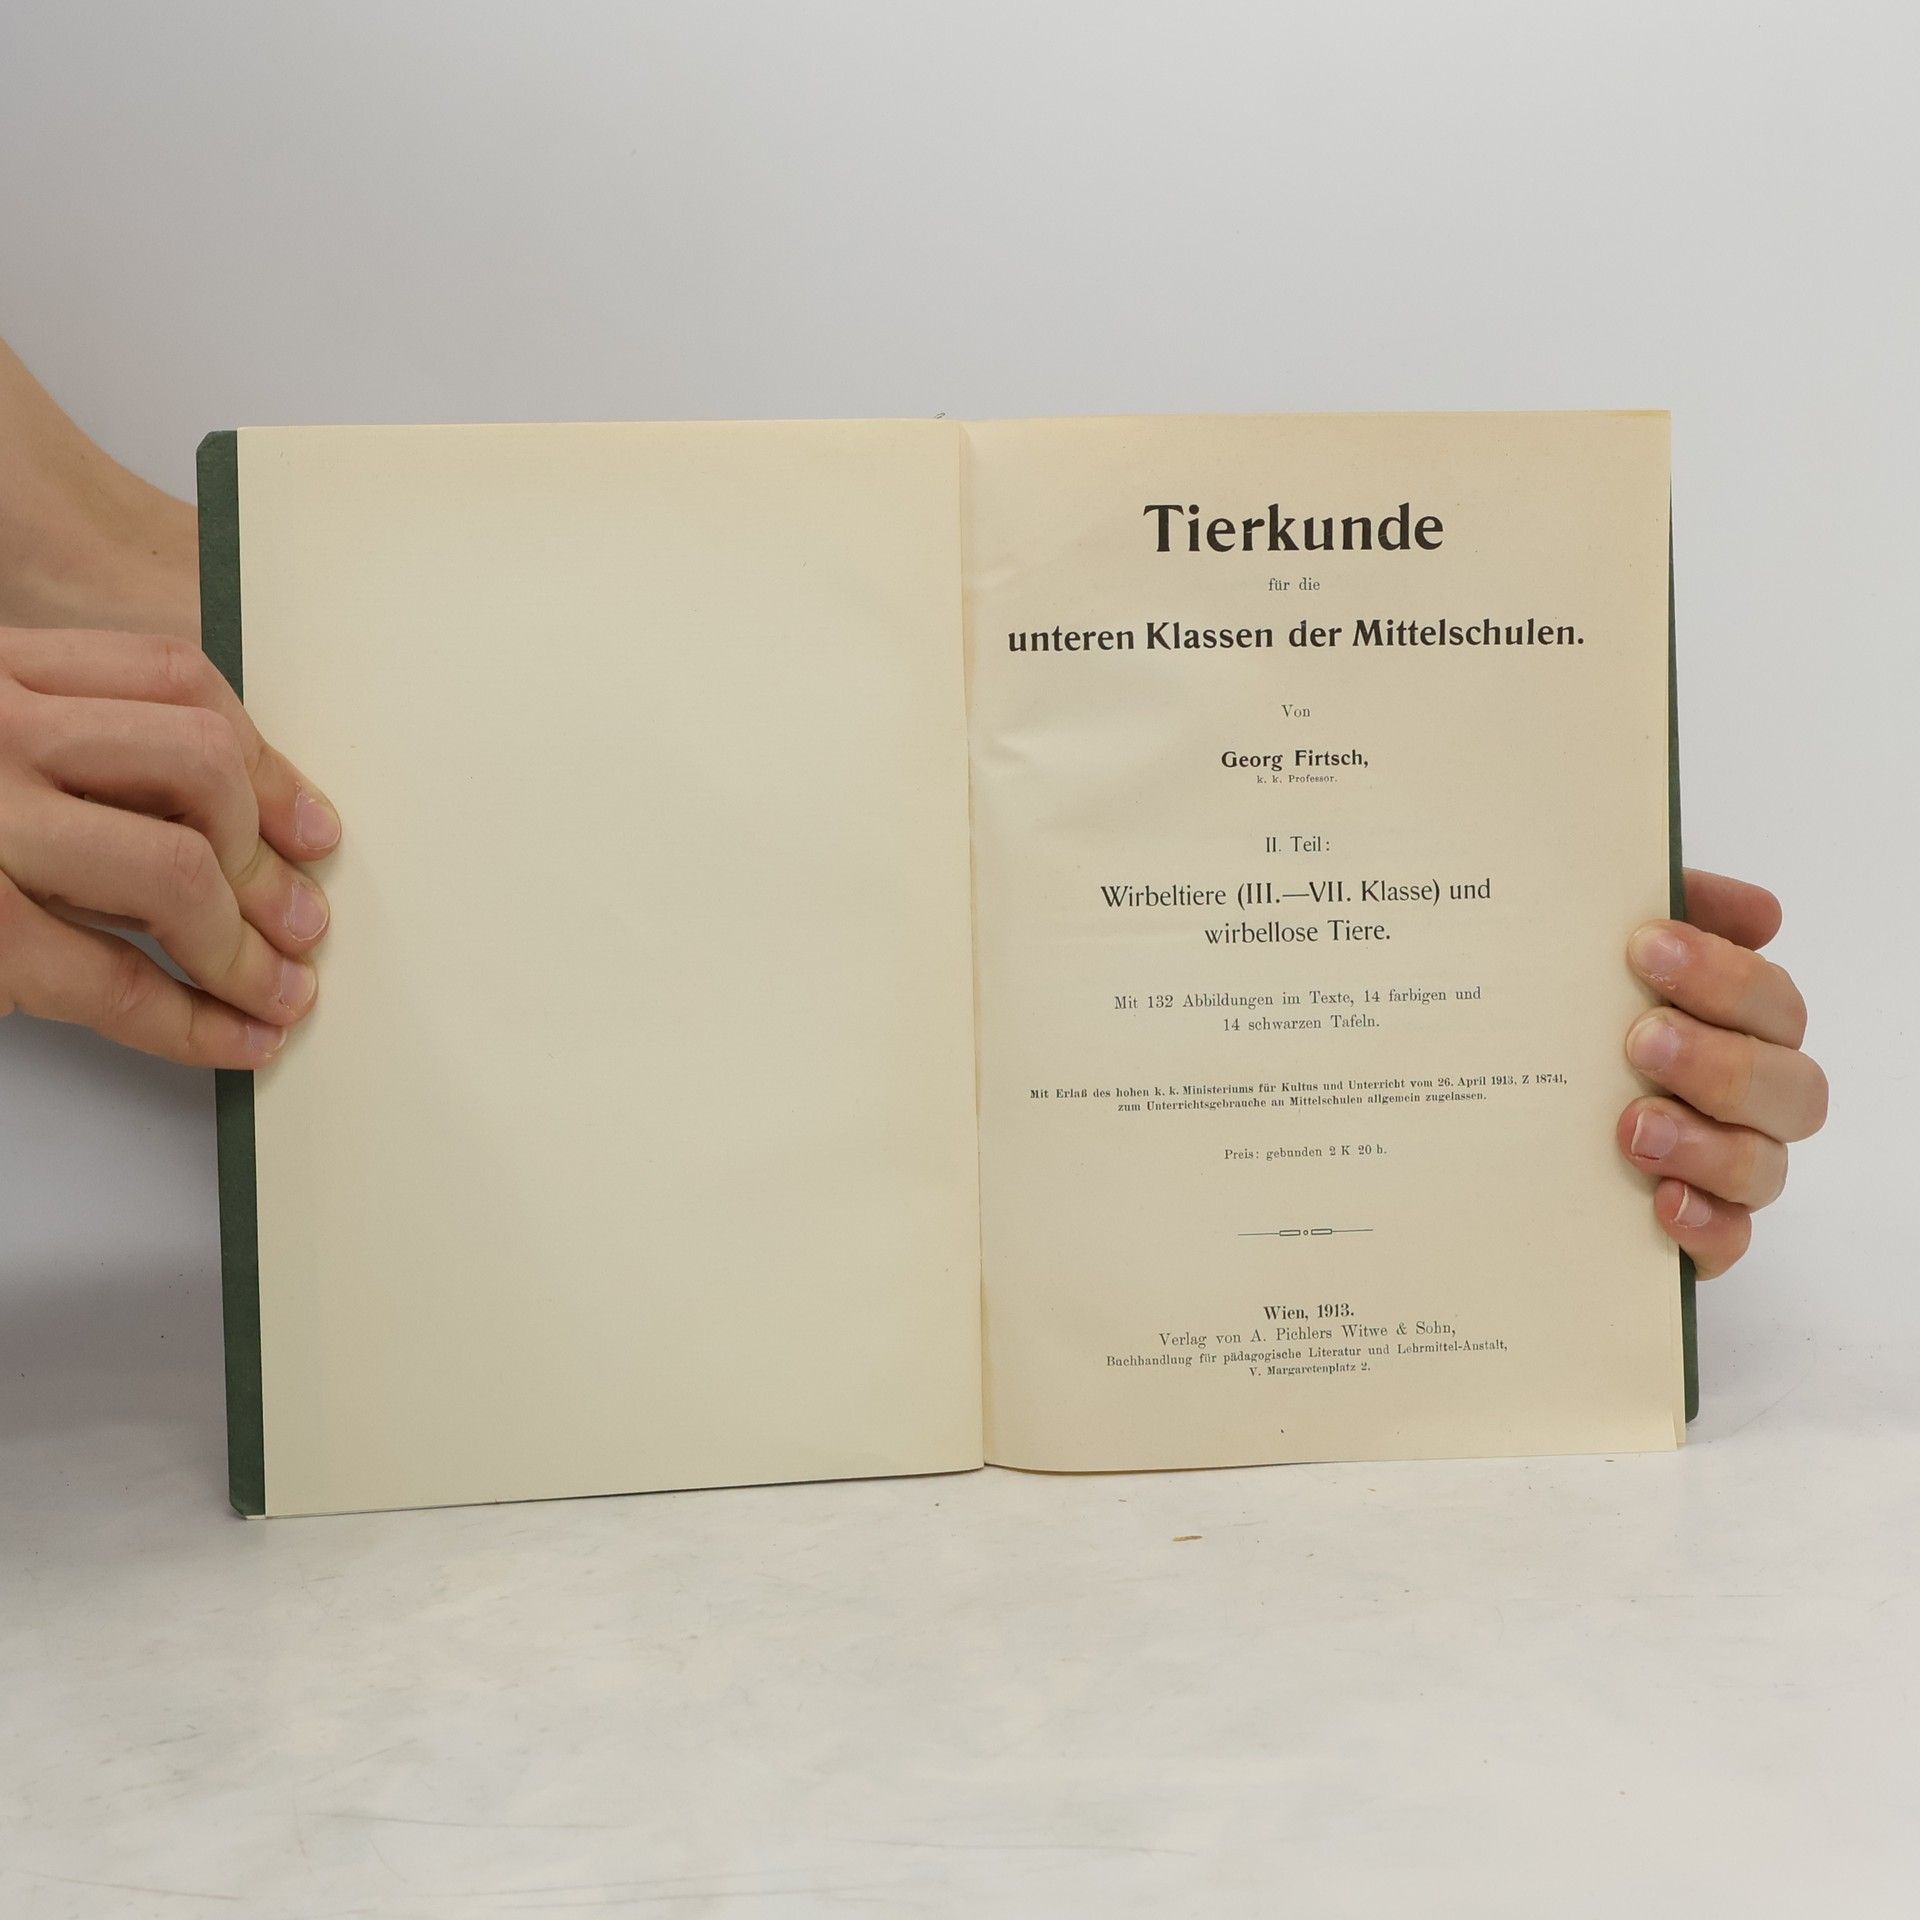 Tierkunde
für die
unteren Klassen der Mittelschulen.
Von
Georg Firtsch,
k. k. Professor.
II. Teil:
Wirbeltiere (III.—VII. Klasse) und
wirbellose Tiere.
Mit 132 Abbildungen im Texte, 14 farbigen und
14 schwarzen Tafeln.
Mit Erlaß des hohen k. k. Ministeriums für Kultus und Unterricht vom 26. April 1913, Z 18741,
zum Unterrichtsgebrauche an Mittelschulen allgemein zugelassen.
Preis: gebunden 2 K 20 h.
Wien, 1913.
Verlag von A. Pichlers Witwe & Sohn,
Buchhandlung für pädagogische Literatur und Lehrmittel-Anstalt,
V. Margaretenplatz 2.